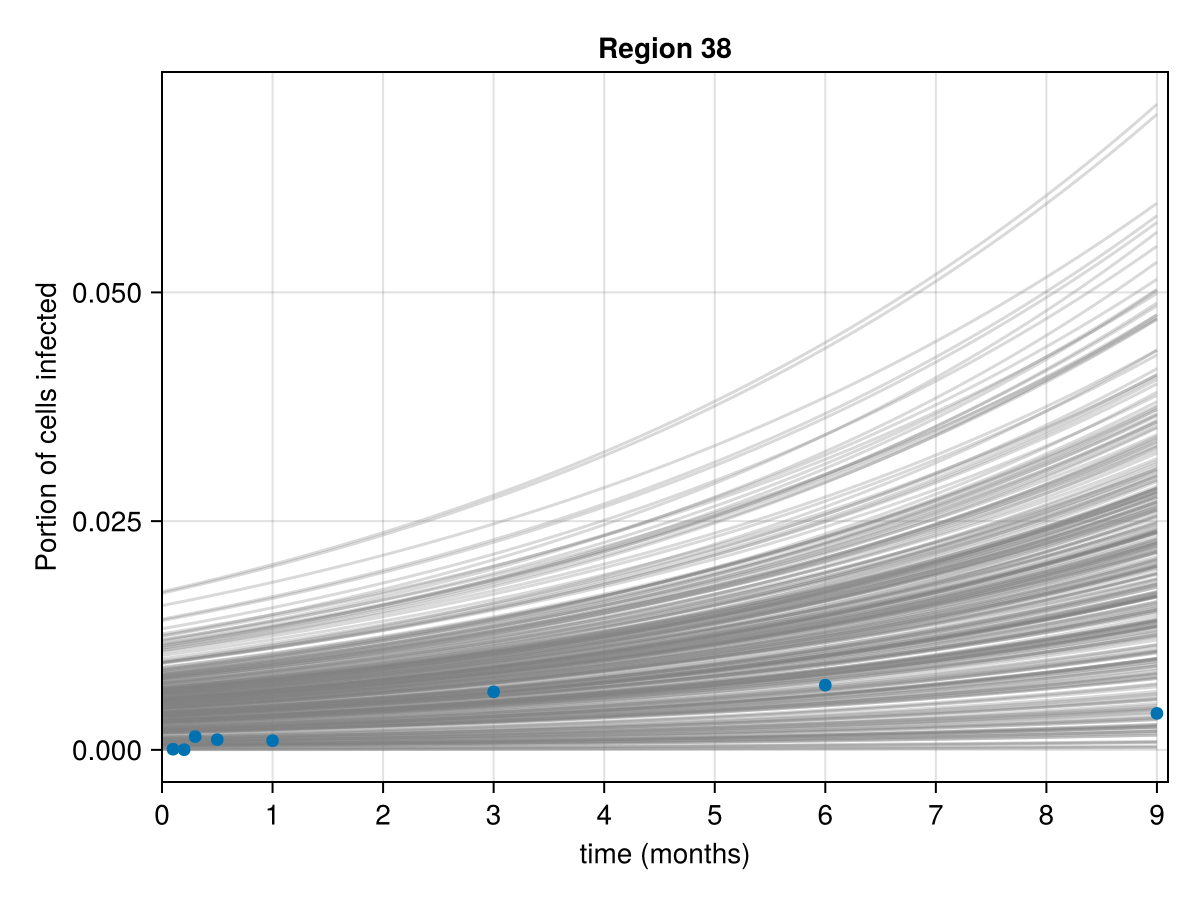 Region 38
Portion of cells infected
0.050
0.025
0.000
0 1 2 3 4 5 6 7 8 9
time (months)